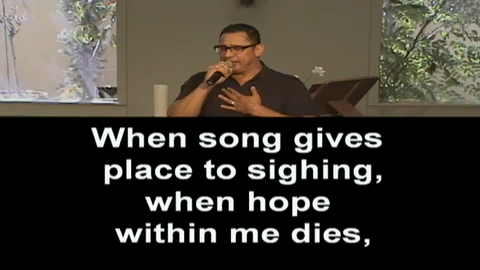 When song gives
place to sighing,
when hope
within me dies,